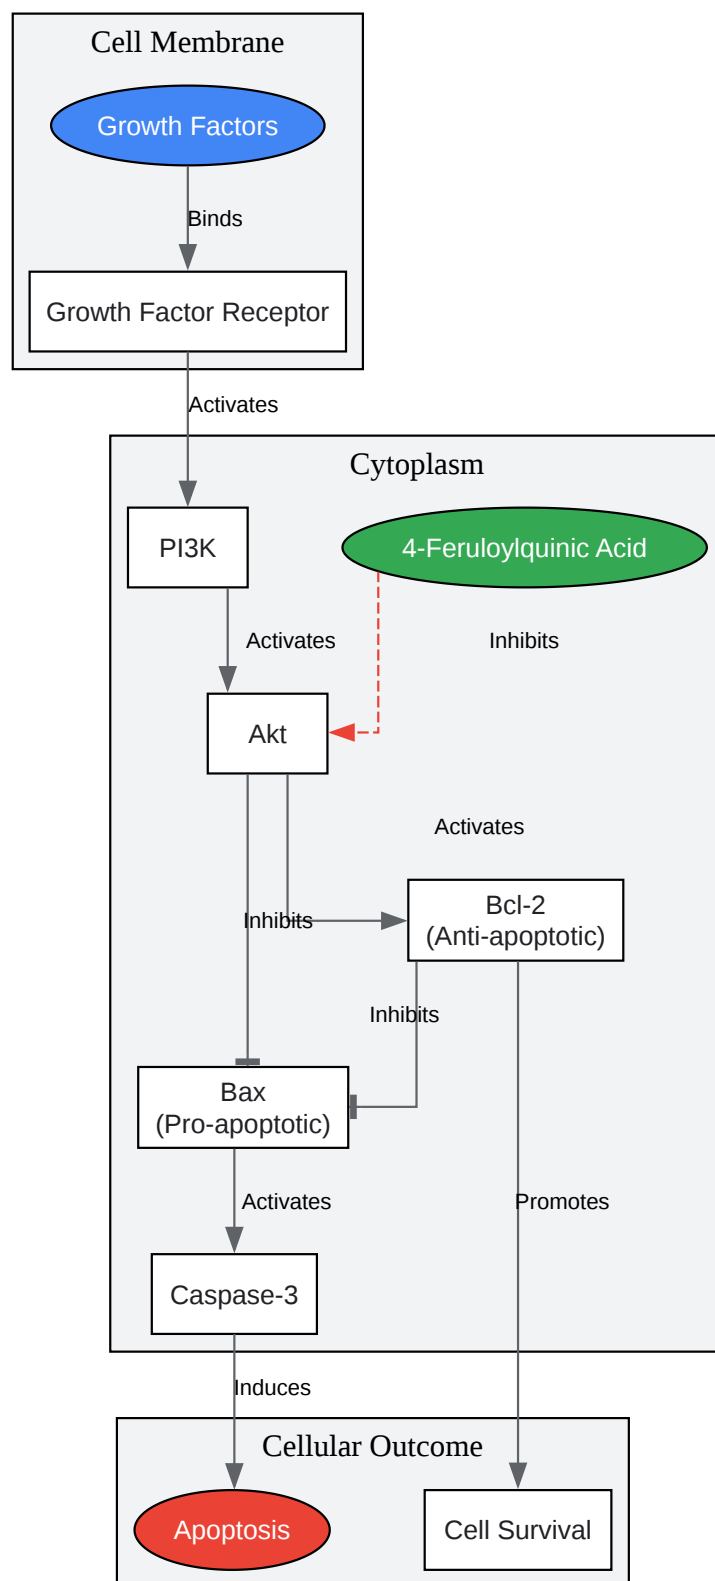 Cell Membrane
Growth Factors
Binds
Growth Factor Receptor
Activates
Cytoplasm
PI3K
4-Feruloylquinic Acid
Activates
Inhibits
Akt
Activates
Bcl-2
(Anti-apoptotic)
Inhibits
Inhibits
Bax
(Pro-apoptotic)
Activates
Promotes
Caspase-3
Induces
Cellular Outcome
Apoptosis
Cell Survival